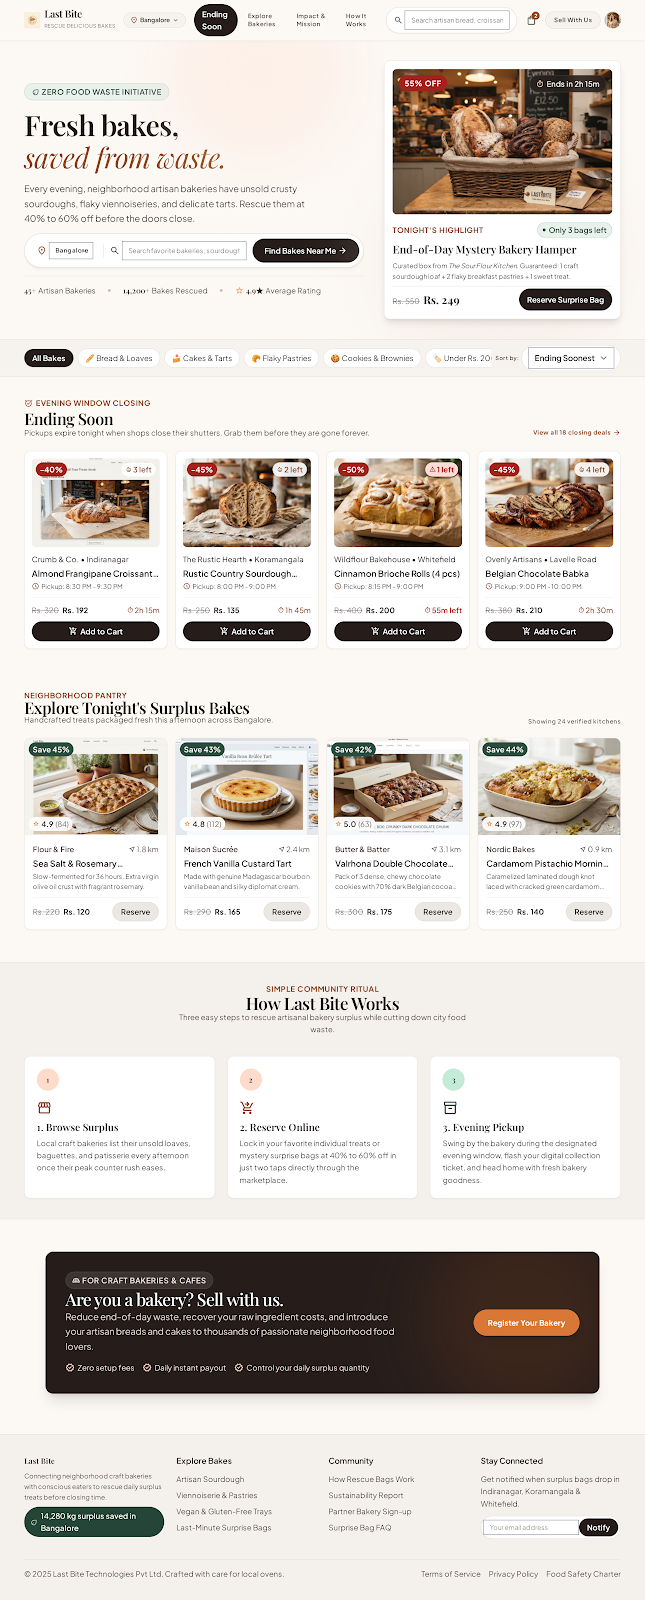 Last Bite
RESCUE DELICIOUS BAKES
Bangalore
Ending
Soon
Explore
Bakeries
Impact &
Mission
How It
Works
Search artisan bread, croissan
2
Sell With Us
ZERO FOOD WASTE INITIATIVE
Fresh bakes,
saved from waste.
Every evening, neighborhood artisan bakeries have unsold crusty
sourdoughs, flaky viennoiseries, and delicate tarts. Rescue them at
40% to 60% off before the doors close.
Bangalore
Search favorite bakeries, sourdough
Find Bakes Near Me →
45+ Artisan Bakeries
14,200+ Bakes Rescued
4.9★ Average Rating
55% OFF
Ends in 2h 15m
LAST BITE
TONIGHT'S HIGHLIGHT
• Only 3 bags left
End-of-Day Mystery Bakery Hamper
Curated box from The Sour Flour Kitchen. Guaranteed: 1 craft
sourdough loaf + 2 flaky breakfast pastries + 1 sweet treat.
Rs. 550 Rs. 249
Reserve Surprise Bag
All Bakes
Bread & Loaves
Cakes & Tarts
Flaky Pastries
Cookies & Brownies
Under Rs. 20
Sort by:
Ending Soonest
EVENING WINDOW CLOSING
Ending Soon
Pickups expire tonight when shops close their shutters. Grab them before they are gone forever.
View all 18 closing deals →
-40%
3 left
Crumb & Co. • Indiranagar
Almond Frangipane Croissant...
Pickup: 8:30 PM - 9:30 PM
Rs. 320 Rs. 192
2h 15m
Add to Cart
-45%
2 left
The Rustic Hearth • Koramangala
Rustic Country Sourdough...
Pickup: 8:00 PM - 9:00 PM
Rs. 250 Rs. 135
1h 45m
Add to Cart
-50%
1 left
Wildflour Bakehouse • Whitefield
Cinnamon Brioche Rolls (4 pcs)
Pickup: 8:15 PM - 9:00 PM
Rs. 400 Rs. 200
55m left
Add to Cart
-45%
4 left
Ovenly Artisans • Lavelle Road
Belgian Chocolate Babka
Pickup: 9:00 PM - 10:00 PM
Rs. 380 Rs. 210
2h 30m
Add to Cart
NEIGHBORHOOD PANTRY
Explore Tonight's Surplus Bakes
Handcrafted treats packaged fresh this afternoon across Bangalore.
Showing 24 verified kitchens
Save 45%
4.9 (84)
Flour & Fire
1.8 km
Sea Salt & Rosemary...
Slow-fermented for 36 hours. Extra virgin
olive oil crust with fragrant rosemary.
Rs. 220 Rs. 120
Reserve
Save 43%
Vanilla Bean Brûlée Tart
4.8 (112)
Maison Sucrée
2.4 km
French Vanilla Custard Tart
Made with genuine Madagascar bourbon
vanilla bean and silky diplomat cream.
Rs. 290 Rs. 165
Reserve
Save 42%
5.0 (63)
Butter & Batter
3.1 km
Valrhona Double Chocolate...
Pack of 3 dense, chewy chocolate
cookies with 70% dark Belgian cocoa...
Rs. 300 Rs. 175
Reserve
Save 44%
4.9 (97)
Nordic Bakes
0.9 km
Cardamom Pistachio Mornin...
Caramelized laminated dough knot
laced with cracked green cardamom...
Rs. 250 Rs. 140
Reserve
SIMPLE COMMUNITY RITUAL
How Last Bite Works
Three easy steps to rescue artisanal bakery surplus while cutting down city food
waste.
1
1. Browse Surplus
Local craft bakeries list their unsold loaves,
baguettes, and patisserie every afternoon
once their peak counter rush eases.
2
2. Reserve Online
Lock in your favorite individual treats or
mystery surprise bags at 40% to 60% off in
just two taps directly through the
marketplace.
3
3. Evening Pickup
Swing by the bakery during the designated
evening window, flash your digital collection
ticket, and head home with fresh bakery
goodness.
FOR CRAFT BAKERIES & CAFES
Are you a bakery? Sell with us.
Reduce end-of-day waste, recover your raw ingredient costs, and introduce
your artisan breads and cakes to thousands of passionate neighborhood food
lovers.
Zero setup fees
Daily instant payout
Control your daily surplus quantity
Register Your Bakery
Last Bite
Connecting neighborhood craft bakeries
with conscious eaters to rescue daily surplus
treats before closing time.
14,280 kg surplus saved in
Bangalore
Explore Bakes
Artisan Sourdough
Viennoiserie & Pastries
Vegan & Gluten-Free Trays
Last-Minute Surprise Bags
Community
How Rescue Bags Work
Sustainability Report
Partner Bakery Sign-up
Surprise Bag FAQ
Stay Connected
Get notified when surplus bags drop in
Indiranagar, Koramangala &
Whitefield.
Your email address
Notify
© 2025 Last Bite Technologies Pvt Ltd. Crafted with care for local ovens.
Terms of Service
Privacy Policy
Food Safety Charter